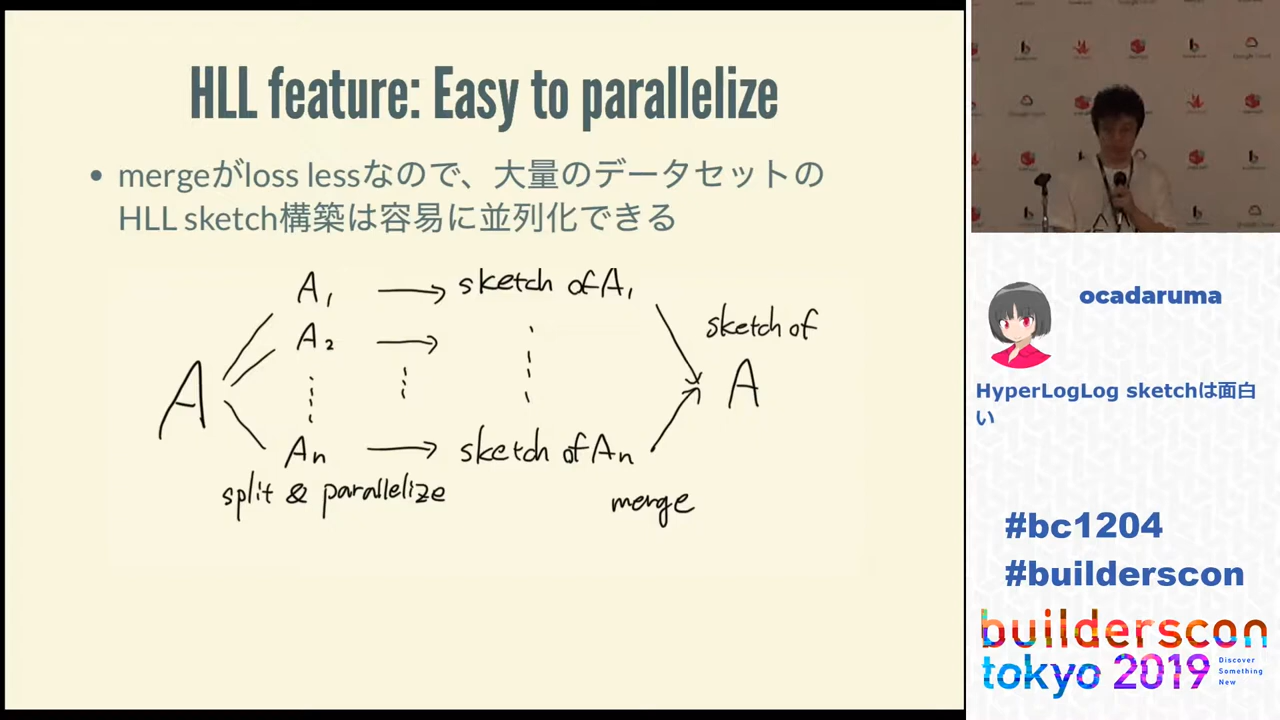 HLL feature: Easy to parallelize
• mergeがloss lessなので、大量のデータセットの
HLL sketch構築は容易に並列化できる
A
A₁ → sketch of A₁
A₂ →
Aₙ → sketch of Aₙ
split & parallelize
merge
sketch of
A
ocadaruma
HyperLogLog sketchは面白
い
#bc1204
#builderscon
builderscon
tokyo 2019
Discover
Something
New